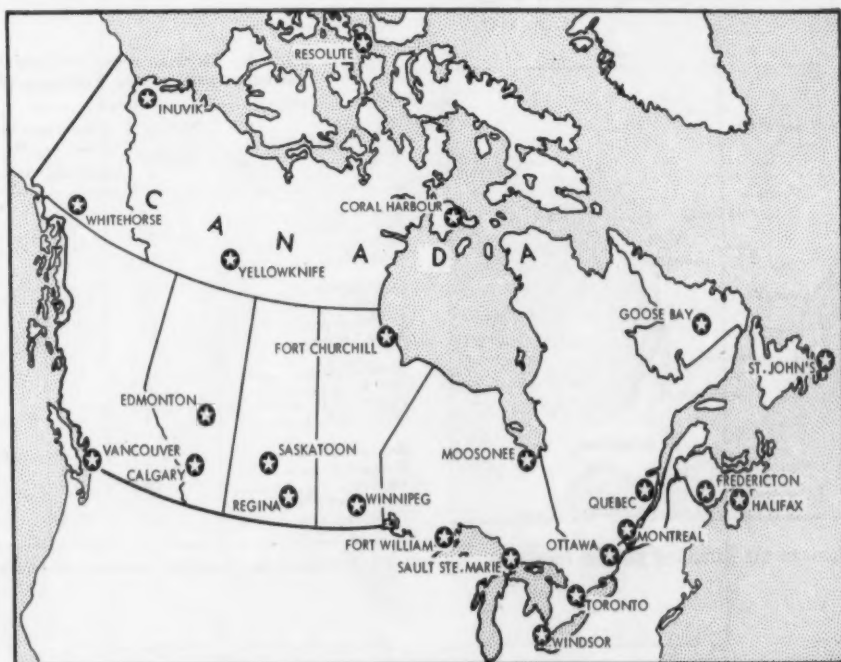 RESOLUTE
INUVIK
WHITEHORSE
CORAL HARBOUR
C A N A D A
YELLOWKNIFE
GOOSE BAY
FORT CHURCHILL
ST. JOHN'S
EDMONTON
VANCOUVER
CALGARY
SASKATOON
REGINA
WINNIPEG
MOOSONEE
QUEBEC
FREDERICTON
HALIFAX
FORT WILLIAM
OTTAWA
MONTREAL
SAULT STE. MARIE
TORONTO
WINDSOR